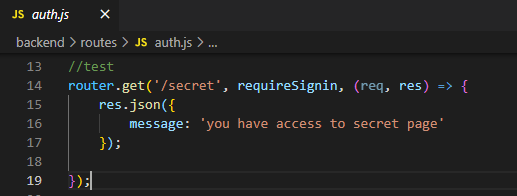 JS auth.js ×
backend > routes > JS auth.js > ...
13 //test
14 router.get('/secret', requireSignin, (req, res) => {
15 res.json({
16 message: 'you have access to secret page'
17 });
18
19 });